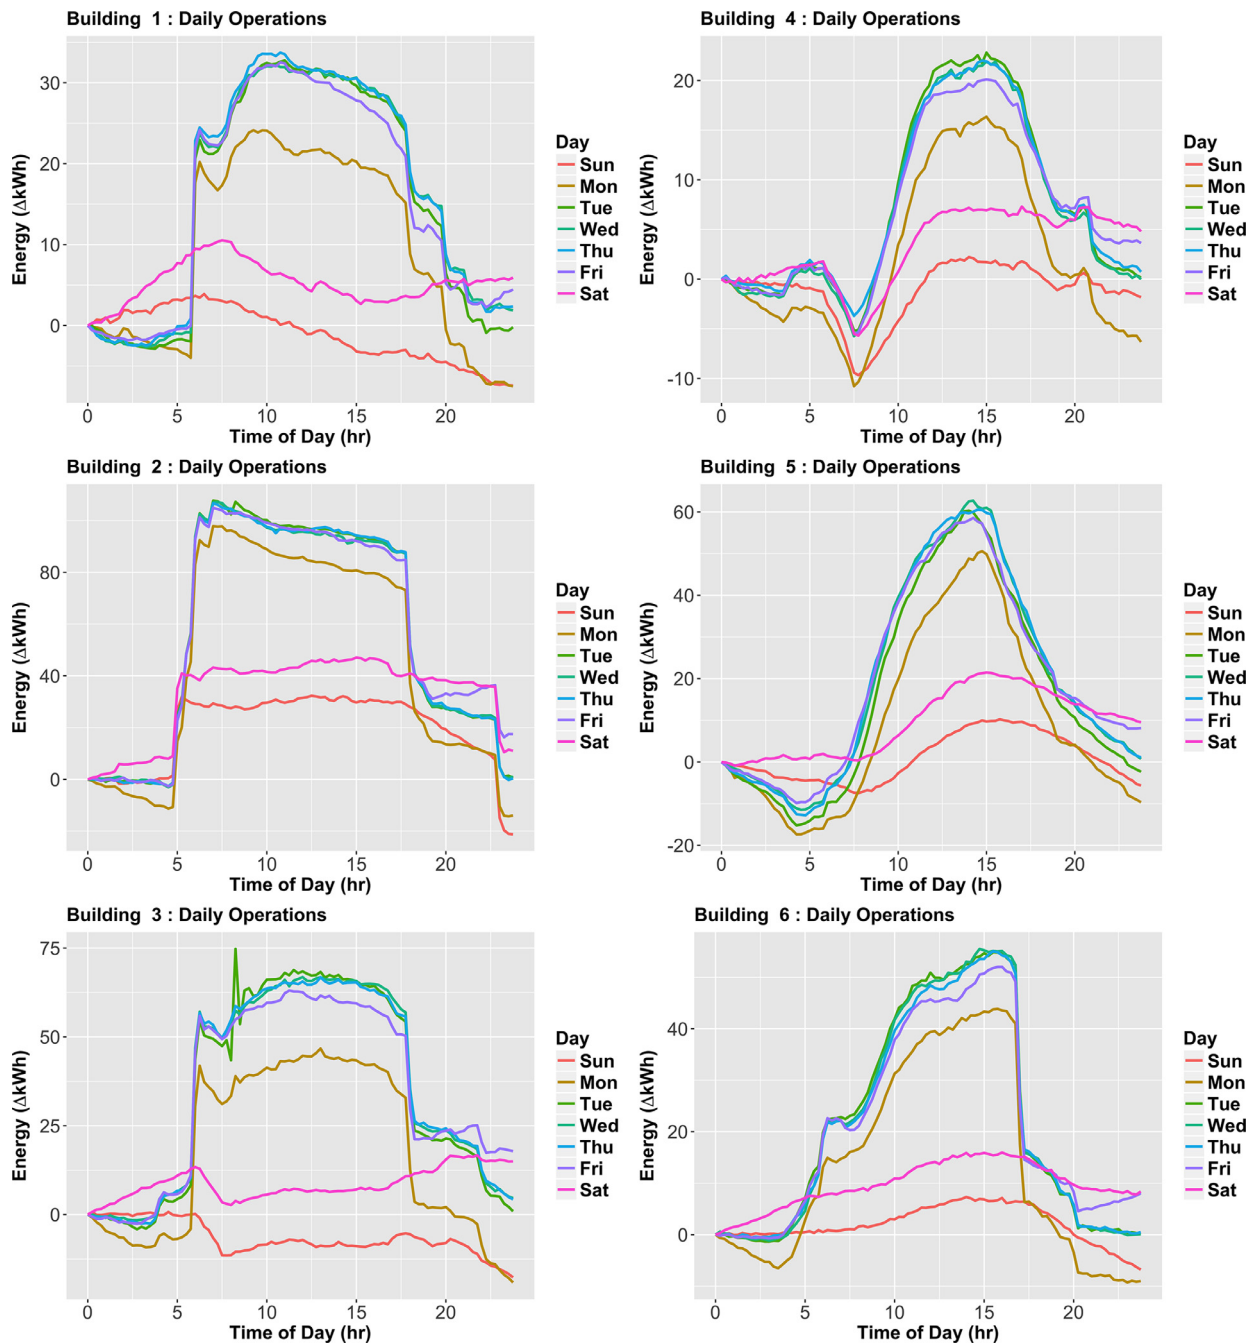 Building 1 : Daily Operations
30
20
10
0
Energy (ΔkWh)
0 5 10 15 20
Time of Day (hr)
Day
Sun
Mon
Tue
Wed
Thu
Fri
Sat
Building 4 : Daily Operations
20
10
0
-10
Energy (ΔkWh)
0 5 10 15 20
Time of Day (hr)
Day
Sun
Mon
Tue
Wed
Thu
Fri
Sat
Building 2 : Daily Operations
80
40
0
Energy (ΔkWh)
0 5 10 15 20
Time of Day (hr)
Day
Sun
Mon
Tue
Wed
Thu
Fri
Sat
Building 5 : Daily Operations
60
40
20
0
-20
Energy (ΔkWh)
0 5 10 15 20
Time of Day (hr)
Day
Sun
Mon
Tue
Wed
Thu
Fri
Sat
Building 3 : Daily Operations
75
50
25
0
Energy (ΔkWh)
0 5 10 15 20
Time of Day (hr)
Day
Sun
Mon
Tue
Wed
Thu
Fri
Sat
Building 6 : Daily Operations
40
20
0
Energy (ΔkWh)
0 5 10 15 20
Time of Day (hr)
Day
Sun
Mon
Tue
Wed
Thu
Fri
Sat